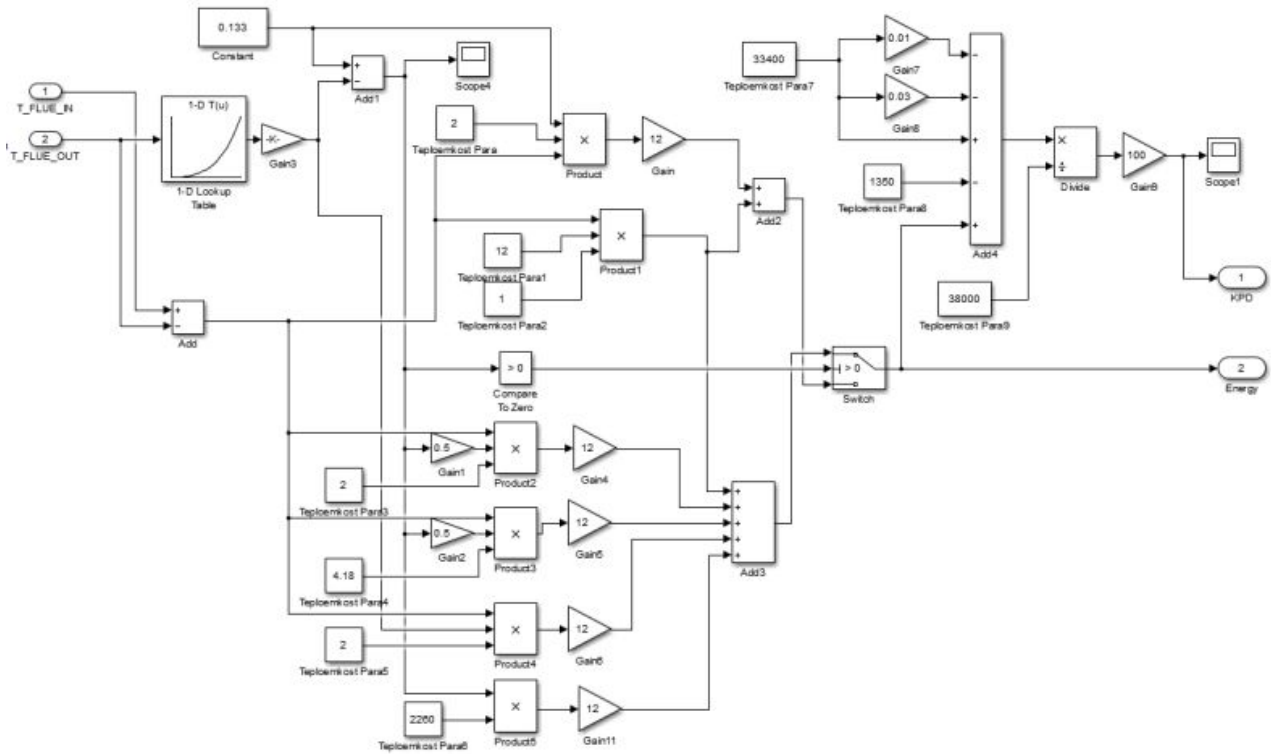 0.133
Constant
1
T_FLUE_IN
2
T_FLUE_OUT
1-D T(u)
1-D Lookup
Table
-K-
Gain3
+
−
Add1
Scope4
2
Teploemkost Para
×
Product
12
Gain
12
Teploemkost Para1
1
Teploemkost Para2
×
Product1
+
+
Add2
+
−
Add
> 0
Compare
To Zero
> 0
Switch
0.5
Gain1
2
Teploemkost Para3
×
Product2
12
Gain4
0.5
Gain2
4.18
Teploemkost Para4
×
Product3
12
Gain5
2
Teploemkost Para5
×
Product4
12
Gain6
2260
Teploemkost Para6
×
Product5
12
Gain11
+
+
+
+
+
Add3
33400
Teploemkost Para7
0.01
Gain7
0.03
Gain8
1360
Teploemkost Para8
−
−
+
−
+
Add4
38000
Teploemkost Para9
×
÷
Divide
100
Gain9
Scope1
1
KPD
2
Energy